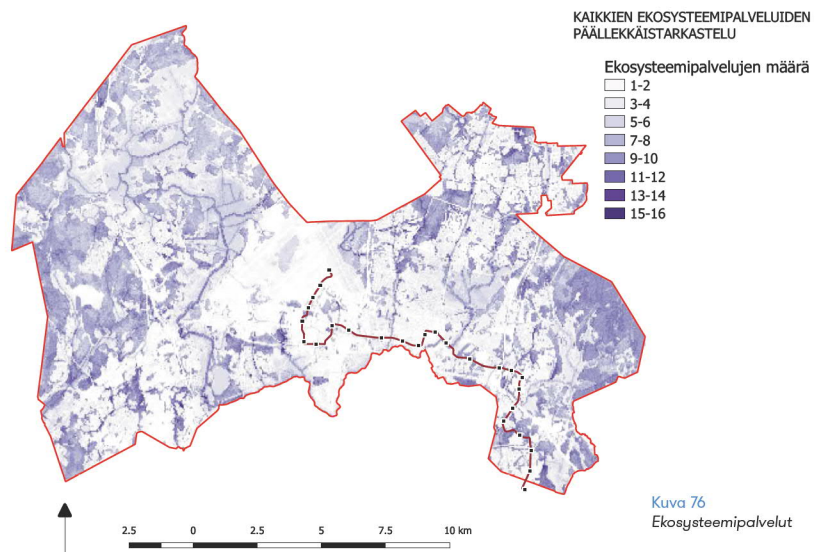 KAIKKIEN EKOSYSTEEMIPALVELUIDEN
PÄÄLLEKKÄISTARKASTELU
Ekosysteemipalvelujen määrä
1-2
3-4
5-6
7-8
9-10
11-12
13-14
15-16
Kuva 76
Ekosysteemipalvelut
2.5 0 2.5 5 7.5 10 km